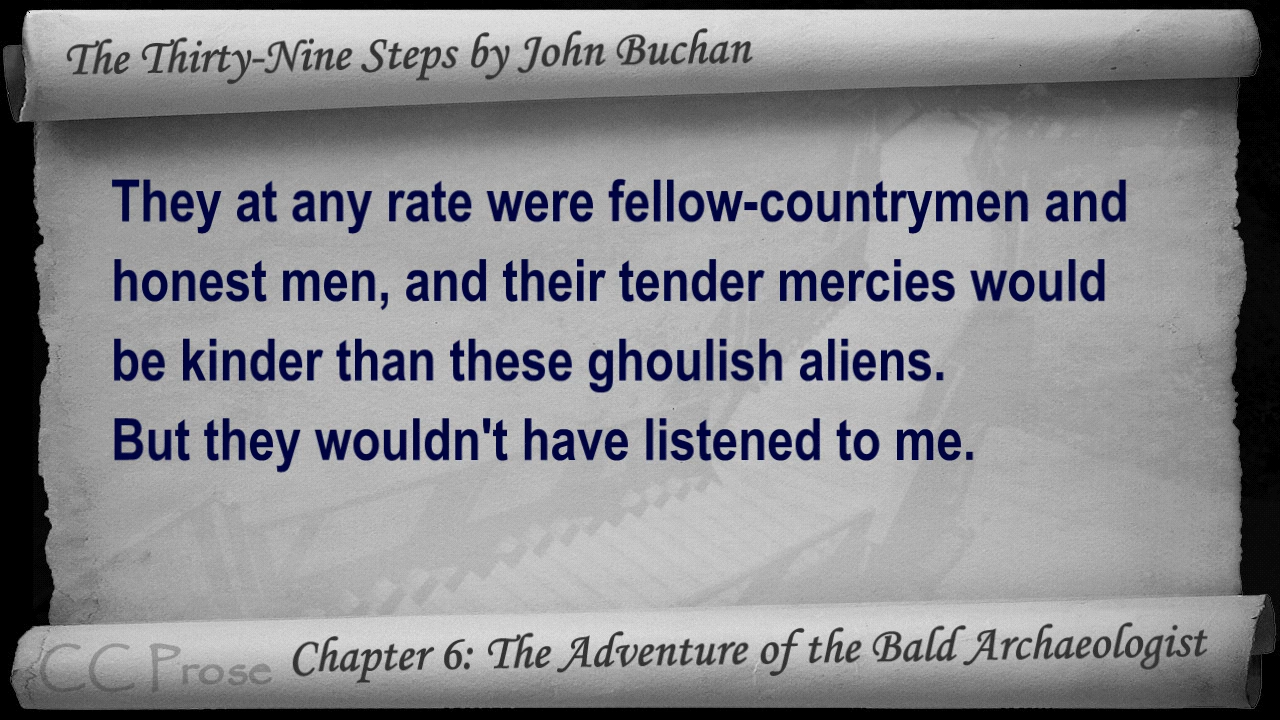 The Thirty-Nine Steps by John Buchan
They at any rate were fellow-countrymen and
honest men, and their tender mercies would
be kinder than these ghoulish aliens.
But they wouldn't have listened to me.
CC Prose
Chapter 6: The Adventure of the Bald Archaeologist